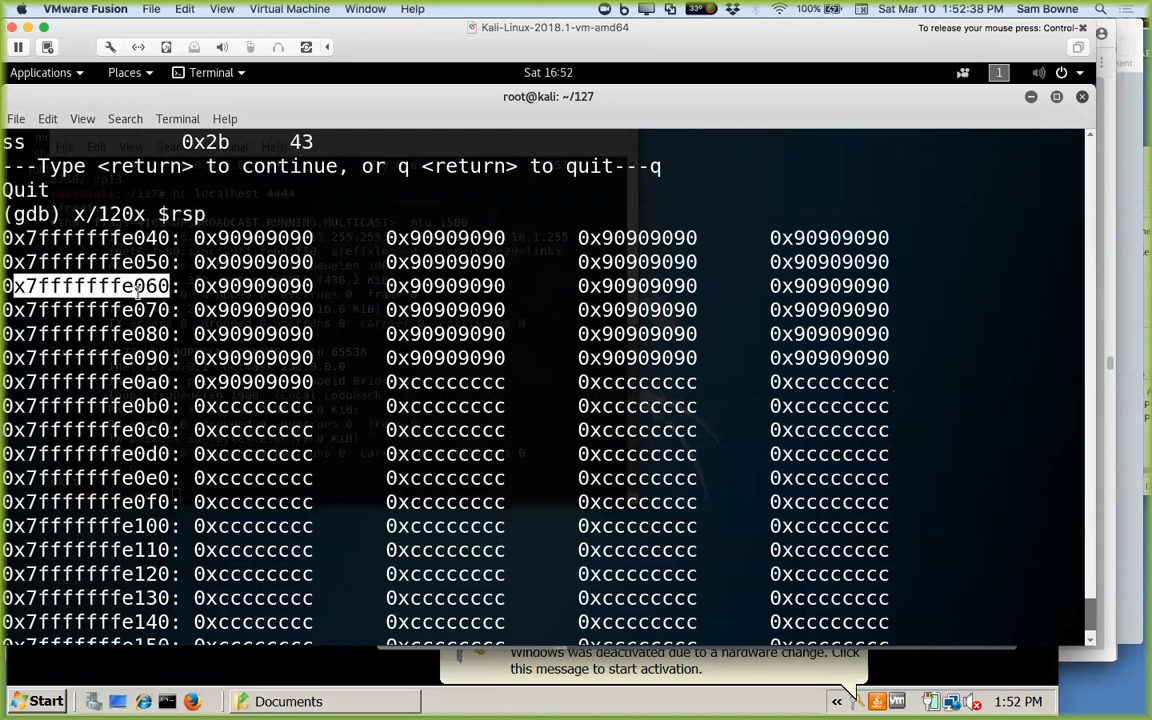 VMware Fusion File Edit View Virtual Machine Window Help 33° 100% Sat Mar 10 1:52:38 PM Sam Bowne
Kali-Linux-2018.1-vm-amd64 To release your mouse press: Control-⌘
Applications Places Terminal Sat 16:52 1
root@kali: ~/127
File Edit View Search Terminal Help
ss 0x2b 43
---Type <return> to continue, or q <return> to quit---q
Quit
(gdb) x/120x $rsp
0x7fffffffe040: 0x90909090 0x90909090 0x90909090 0x90909090
0x7fffffffe050: 0x90909090 0x90909090 0x90909090 0x90909090
0x7fffffffe060: 0x90909090 0x90909090 0x90909090 0x90909090
0x7fffffffe070: 0x90909090 0x90909090 0x90909090 0x90909090
0x7fffffffe080: 0x90909090 0x90909090 0x90909090 0x90909090
0x7fffffffe090: 0x90909090 0x90909090 0x90909090 0x90909090
0x7fffffffe0a0: 0x90909090 0xcccccccc 0xcccccccc 0xcccccccc
0x7fffffffe0b0: 0xcccccccc 0xcccccccc 0xcccccccc 0xcccccccc
0x7fffffffe0c0: 0xcccccccc 0xcccccccc 0xcccccccc 0xcccccccc
0x7fffffffe0d0: 0xcccccccc 0xcccccccc 0xcccccccc 0xcccccccc
0x7fffffffe0e0: 0xcccccccc 0xcccccccc 0xcccccccc 0xcccccccc
0x7fffffffe0f0: 0xcccccccc 0xcccccccc 0xcccccccc 0xcccccccc
0x7fffffffe100: 0xcccccccc 0xcccccccc 0xcccccccc 0xcccccccc
0x7fffffffe110: 0xcccccccc 0xcccccccc 0xcccccccc 0xcccccccc
0x7fffffffe120: 0xcccccccc 0xcccccccc 0xcccccccc 0xcccccccc
0x7fffffffe130: 0xcccccccc 0xcccccccc 0xcccccccc 0xcccccccc
0x7fffffffe140: 0xcccccccc 0xcccccccc 0xcccccccc 0xcccccccc
0x7fffffffe150: 0xcccccccc 0xcccccccc 0xcccccccc 0xcccccccc
Windows was deactivated due to a hardware change. Click
this message to start activation.
Start Documents « 1:52 PM